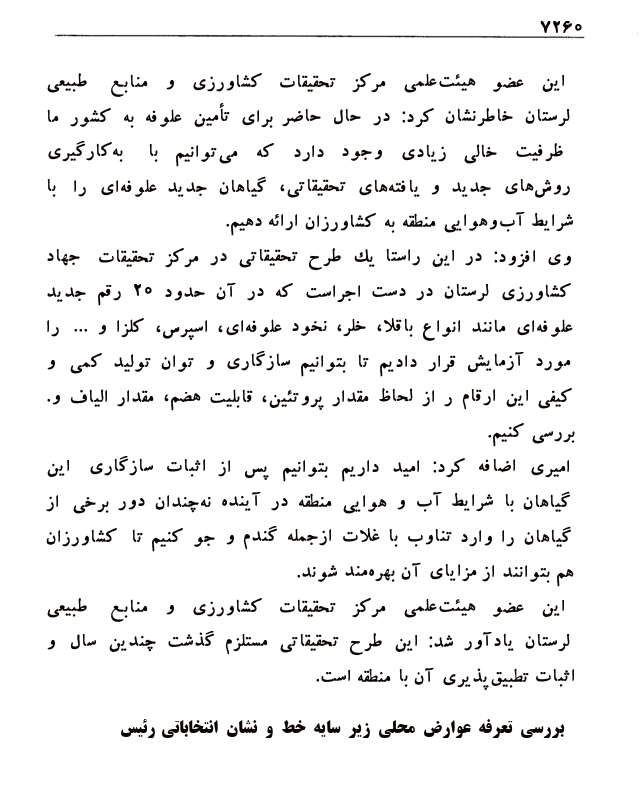 ۷۲۶۰
این عضو هیئت‌علمی مرکز تحقیقات کشاورزی و منابع طبیعی
لرستان خاطرنشان کرد: در حال حاضر برای تأمین علوفه به کشور ما
ظرفیت خالی زیادی وجود دارد که می‌توانیم با به‌کارگیری
روش‌های جدید و یافته‌های تحقیقاتی، گیاهان جدید علوفه‌ای را با
شرایط آب‌وهوایی منطقه به کشاورزان ارائه دهیم.
وی افزود: در این راستا یك طرح تحقیقاتی در مرکز تحقیقات جهاد
کشاورزی لرستان در دست اجراست که در آن حدود ۲۰ رقم جدید
علوفه‌ای مانند انواع باقلا، خلر، نخود علوفه‌ای، اسپرس، کلزا و ... را
مورد آزمایش قرار دادیم تا بتوانیم سازگاری و توان تولید کمی و
کیفی این ارقام ر از لحاظ مقدار پروتئین، قابلیت هضم، مقدار الیاف و.
بررسی کنیم.
امیری اضافه کرد: امید داریم بتوانیم پس از اثبات سازگاری این
گیاهان با شرایط آب و هوایی منطقه در آینده نه‌چندان دور برخی از
گیاهان را وارد تناوب با غلات ازجمله گندم و جو کنیم تا کشاورزان
هم بتوانند از مزایای آن بهره‌مند شوند.
این عضو هیئت‌علمی مرکز تحقیقات کشاورزی و منابع طبیعی
لرستان یادآور شد: این طرح تحقیقاتی مستلزم گذشت چندین سال و
اثبات تطبیق‌پذیری آن با منطقه است.
بررسی تعرفه عوارض محلی زیر سایه خط و نشان انتخاباتی رئیس